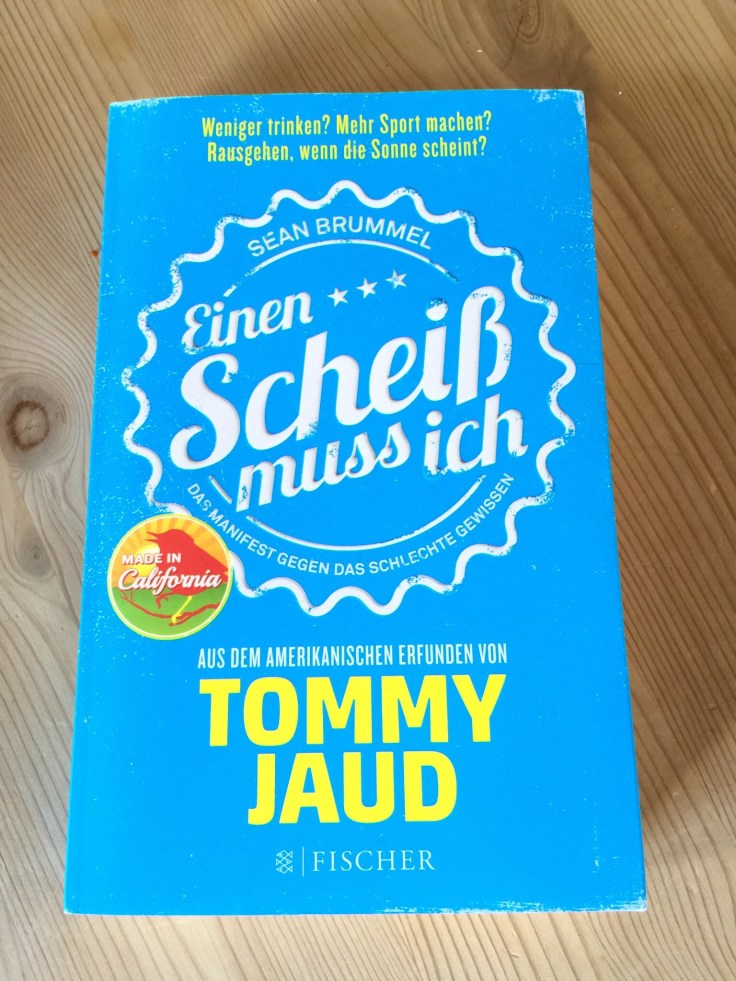 Weniger trinken? Mehr Sport machen?
Rausgehen, wenn die Sonne scheint?
SEAN BRUMMEL
Einen
Scheiß
muss ich
DAS MANIFEST GEGEN DAS SCHLECHTE GEWISSEN
MADE IN
California
AUS DEM AMERIKANISCHEN ERFUNDEN VON
TOMMY
JAUD
FISCHER